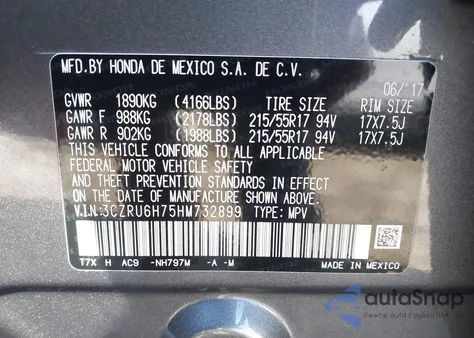 MFD.BY HONDA DE MEXICO S.A. DE C.V.
06/'17
GVWR 1890KG (4166LBS) TIRE SIZE RIM SIZE
GAWR F 988KG (2178LBS) 215/55R17 94V 17X7.5J
GAWR R 902KG (1988LBS) 215/55R17 94V 17X7.5J
THIS VEHICLE CONFORMS TO ALL APPLICABLE
FEDERAL MOTOR VEHICLE SAFETY
AND THEFT PREVENTION STANDARDS IN EFFECT
ON THE DATE OF MANUFACTURE SHOWN ABOVE.
V.I.N:3CZRU6H75HM732899 TYPE: MPV
T7X H AC9 -NH797M -A -M
MADE IN MEXICO
autoSnap